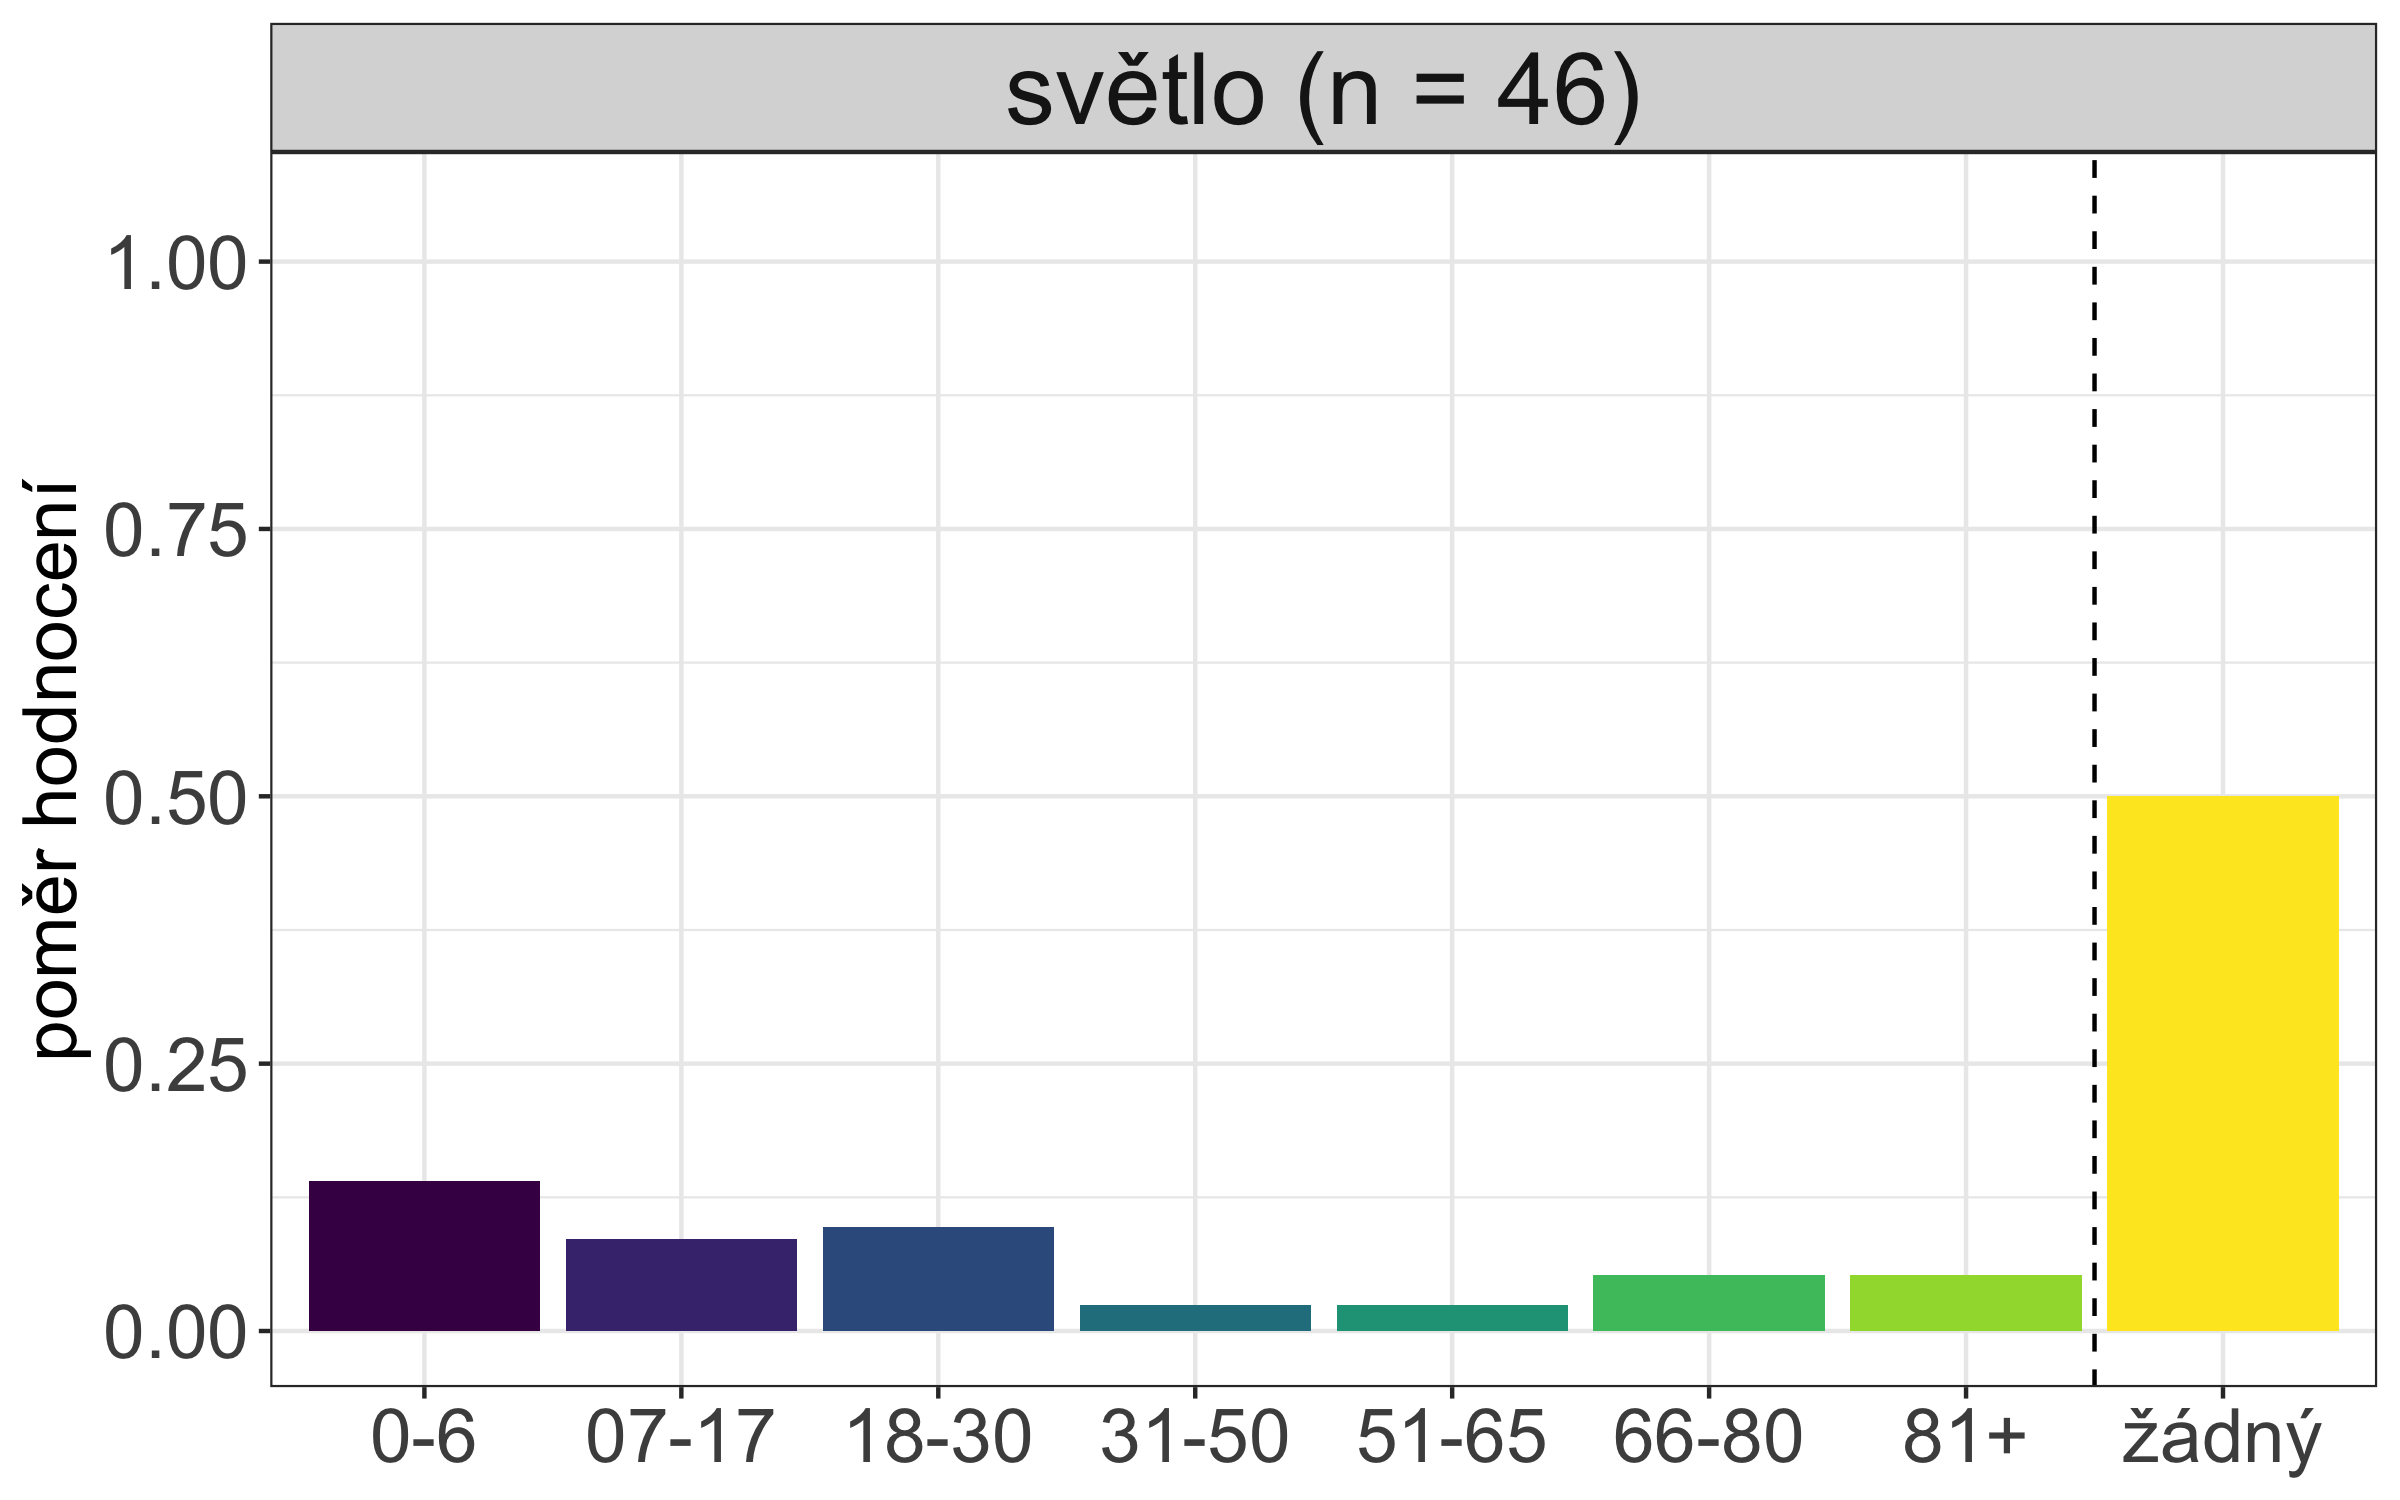 světlo (n = 46)
poměr hodnocení
1.00
0.75
0.50
0.25
0.00
0-6 07-17 18-30 31-50 51-65 66-80 81+ žádný